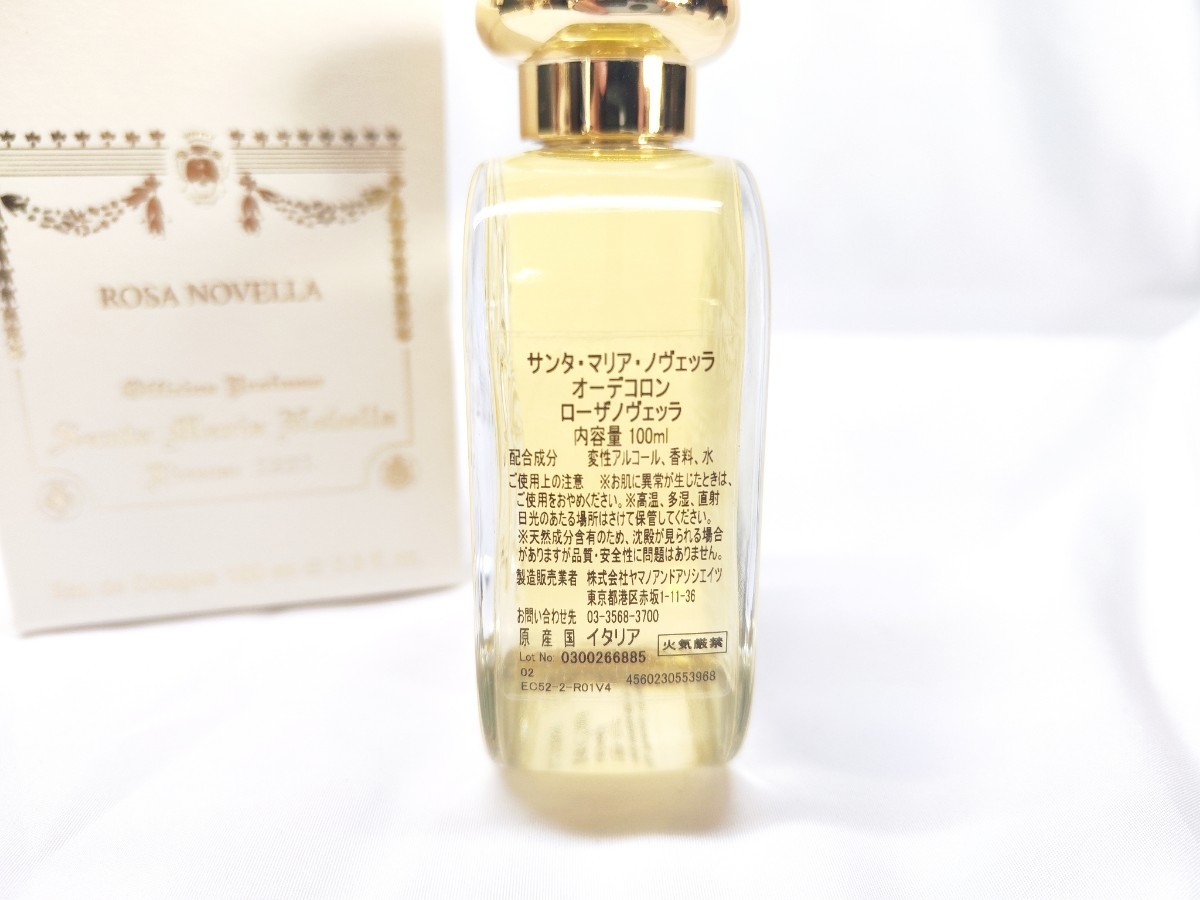 ROSA NOVELLA
Officina Profumo
Santa Maria Novella
サンタ・マリア・ノヴェッラ
オーデコロン
ローザノヴェッラ
内容量 100ml
配合成分 変性アルコール、香料、水
ご使用上の注意 ※お肌に異常が生じたときは、
ご使用をおやめください。※高温、多湿、直射
日光のあたる場所はさけて保管してください。
※天然成分含有のため、沈殿が見られる場合
がありますが品質・安全性に問題はありません。
製造販売業者 株式会社ヤマノアンドアソシエイツ
東京都港区赤坂1-11-36
お問い合わせ先 03-3568-3700
原産国 イタリア 火気厳禁
Lot No 0300266885
02 4560230553968
EC52-2-R01V4